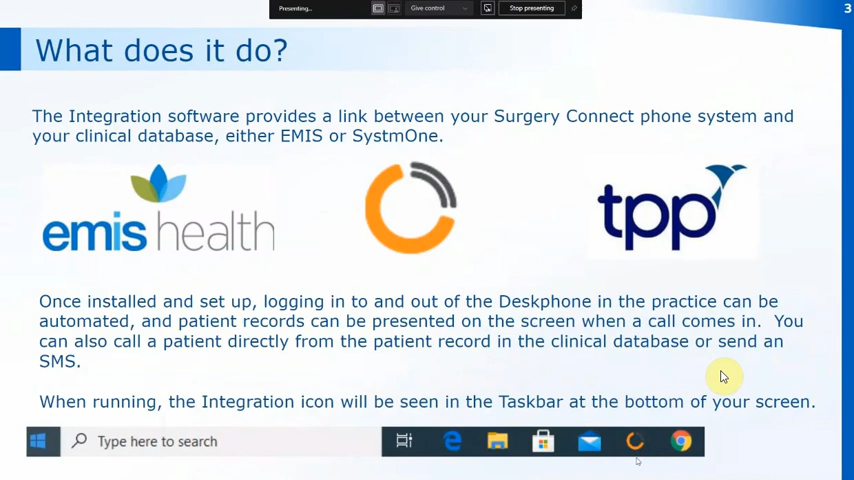 Presenting...
Give control
Stop presenting
3
What does it do?
The Integration software provides a link between your Surgery Connect phone system and
your clinical database, either EMIS or SystmOne.
emis health
tpp
Once installed and set up, logging in to and out of the Deskphone in the practice can be
automated, and patient records can be presented on the screen when a call comes in.  You
can also call a patient directly from the patient record in the clinical database or send an
SMS.
When running, the Integration icon will be seen in the Taskbar at the bottom of your screen.
Type here to search